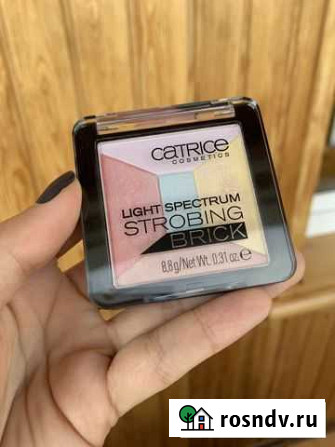 CATRICE
COSMETICS
LIGHT SPECTRUM
STROBING
BRICK
8,8g/Net Wt. 0.31 oz. ℮
rosndv.ru